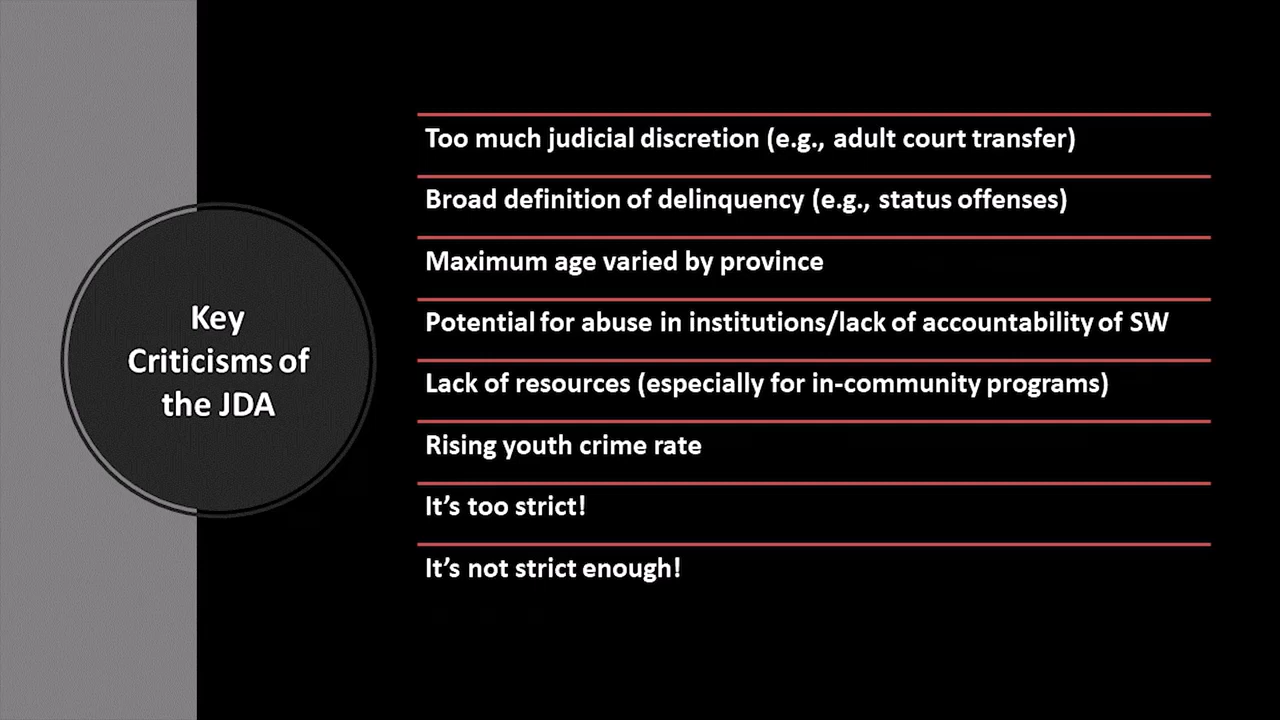 Key
Criticisms of
the JDA
Too much judicial discretion (e.g., adult court transfer)
Broad definition of delinquency (e.g., status offenses)
Maximum age varied by province
Potential for abuse in institutions/lack of accountability of SW
Lack of resources (especially for in-community programs)
Rising youth crime rate
It’s too strict!
It’s not strict enough!